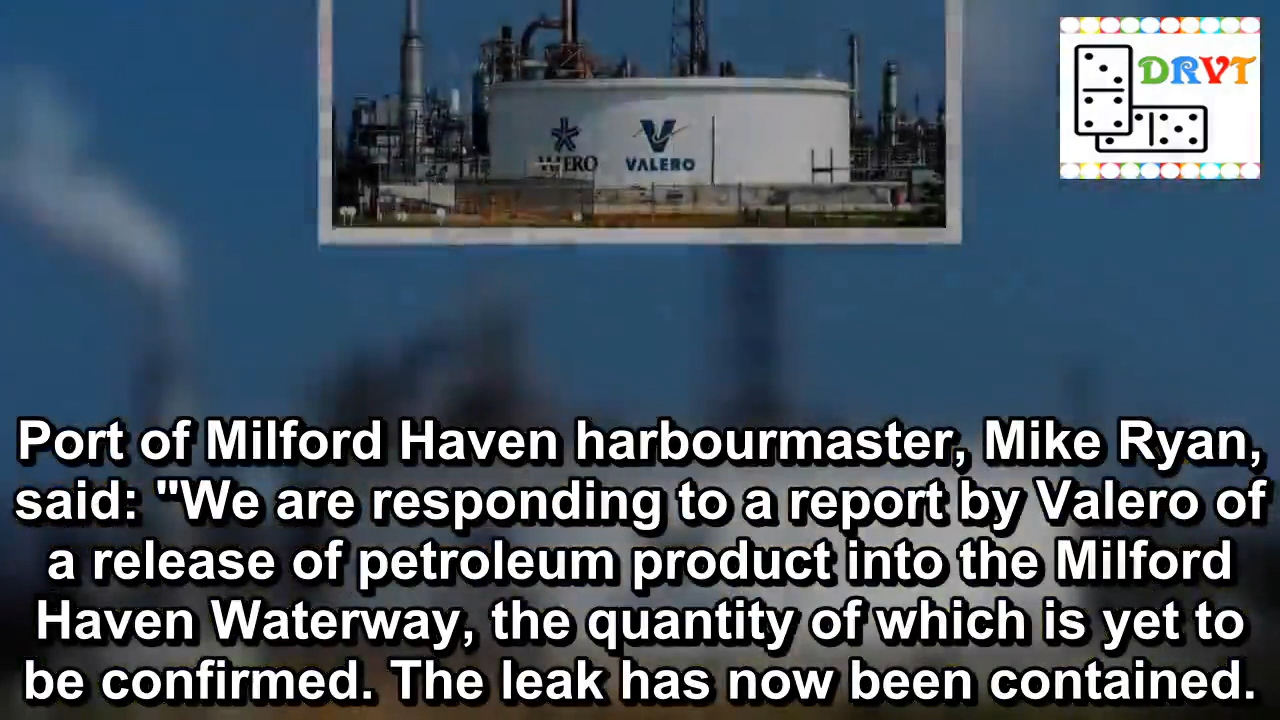 DRVT
VALERO
Port of Milford Haven harbourmaster, Mike Ryan,
said: "We are responding to a report by Valero of
a release of petroleum product into the Milford
Haven Waterway, the quantity of which is yet to
be confirmed. The leak has now been contained.